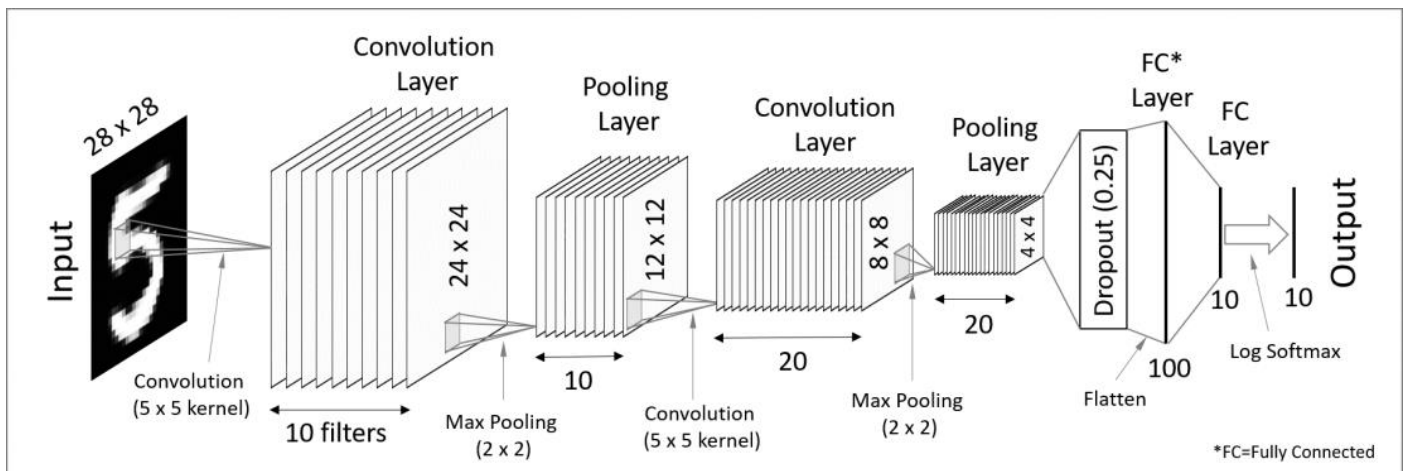 Input
28 x 28
Convolution
(5 x 5 kernel)
Convolution
Layer
24 x 24
10 filters
Max Pooling
(2 x 2)
Pooling
Layer
12 x 12
10
Convolution
(5 x 5 kernel)
Convolution
Layer
8 x 8
20
Max Pooling
(2 x 2)
Pooling
Layer
4 x 4
20
Dropout (0.25)
Flatten
FC*
Layer
100
FC
Layer
10
Log Softmax
10
Output
*FC=Fully Connected